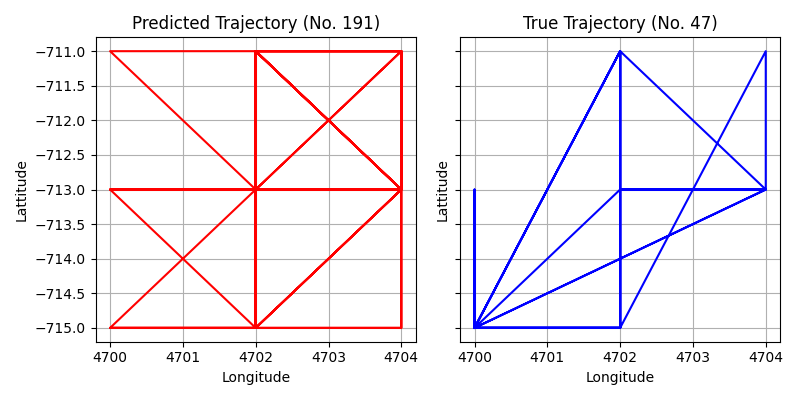 Predicted Trajectory (No. 191)
True Trajectory (No. 47)
−711.0
−711.5
−712.0
−712.5
−713.0
−713.5
−714.0
−714.5
−715.0
Lattitude
Lattitude
4700 4701 4702 4703 4704
4700 4701 4702 4703 4704
Longitude
Longitude